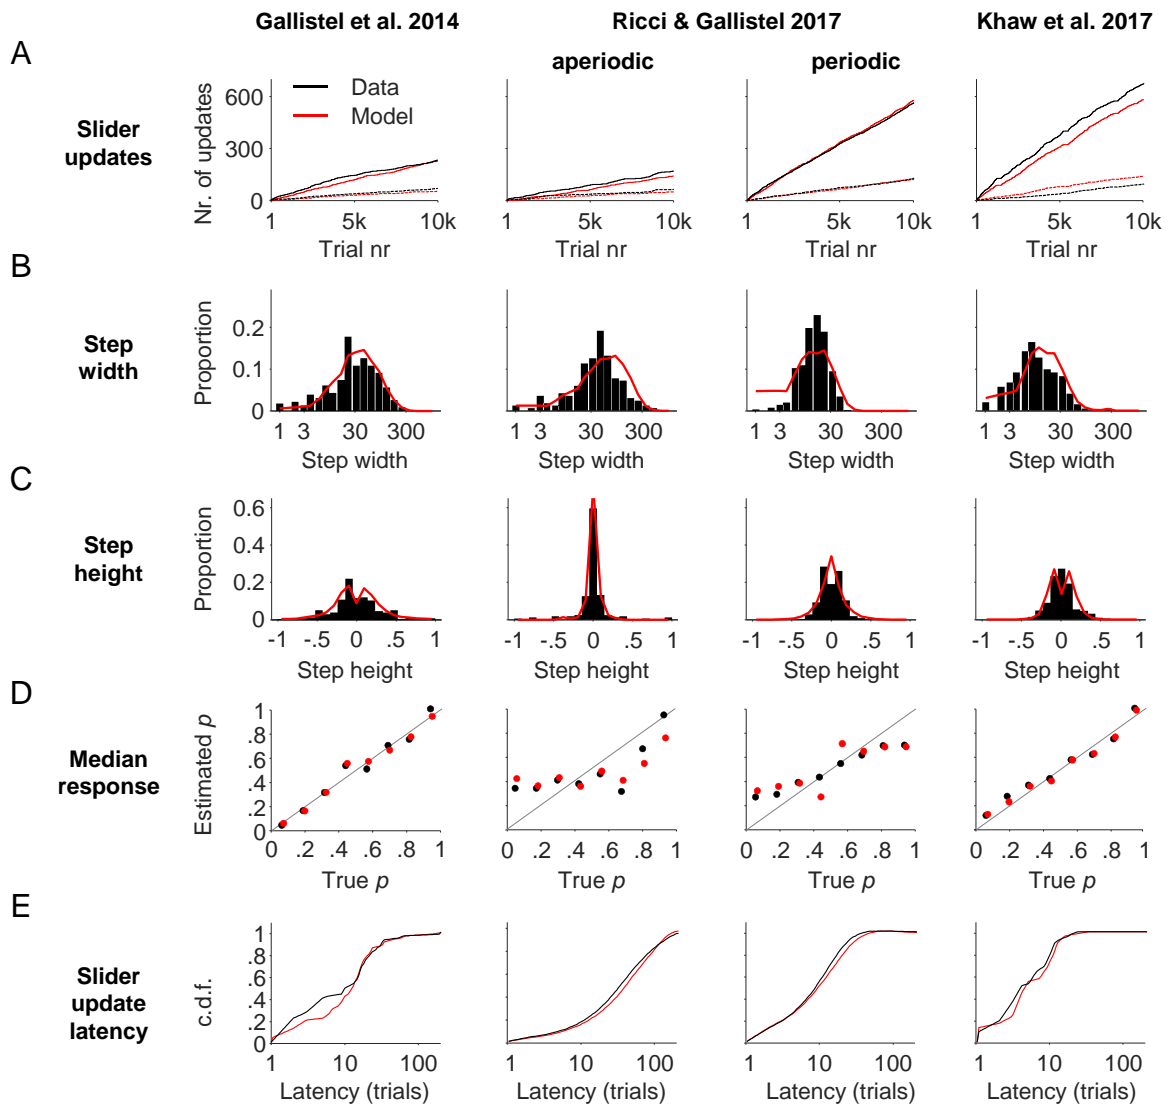 Gallistel et al. 2014 Ricci & Gallistel 2017 Khaw et al. 2017
aperiodic periodic
A
Slider
updates
Nr. of updates
600
300
0
Data
Model
1 5k 10k 1 5k 10k 1 5k 10k 1 5k 10k
Trial nr Trial nr Trial nr Trial nr
B
Step
width
Proportion
0.2
0.1
0
1 3 30 300 1 3 30 300 1 3 30 300 1 3 30 300
Step width Step width Step width Step width
C
Step
height
Proportion
0.6
0.4
0.2
0
-1 -.5 0 .5 1 -1 0 1 -1 0 1 -1 0 1
Step height Step height Step height Step height
D
Median
response
Estimated p
1
.8
.6
.4
.2
0
0 .2 .4 .6 .8 1 0 .2 .4 .6 .8 1 0 .2 .4 .6 .8 1 0 .2 .4 .6 .8 1
True p True p True p True p
E
Slider
update
latency
c.d.f.
1
.8
.6
.4
.2
0
1 10 100 1 10 100 1 10 100 1 10 100
Latency (trials) Latency (trials) Latency (trials) Latency (trials)